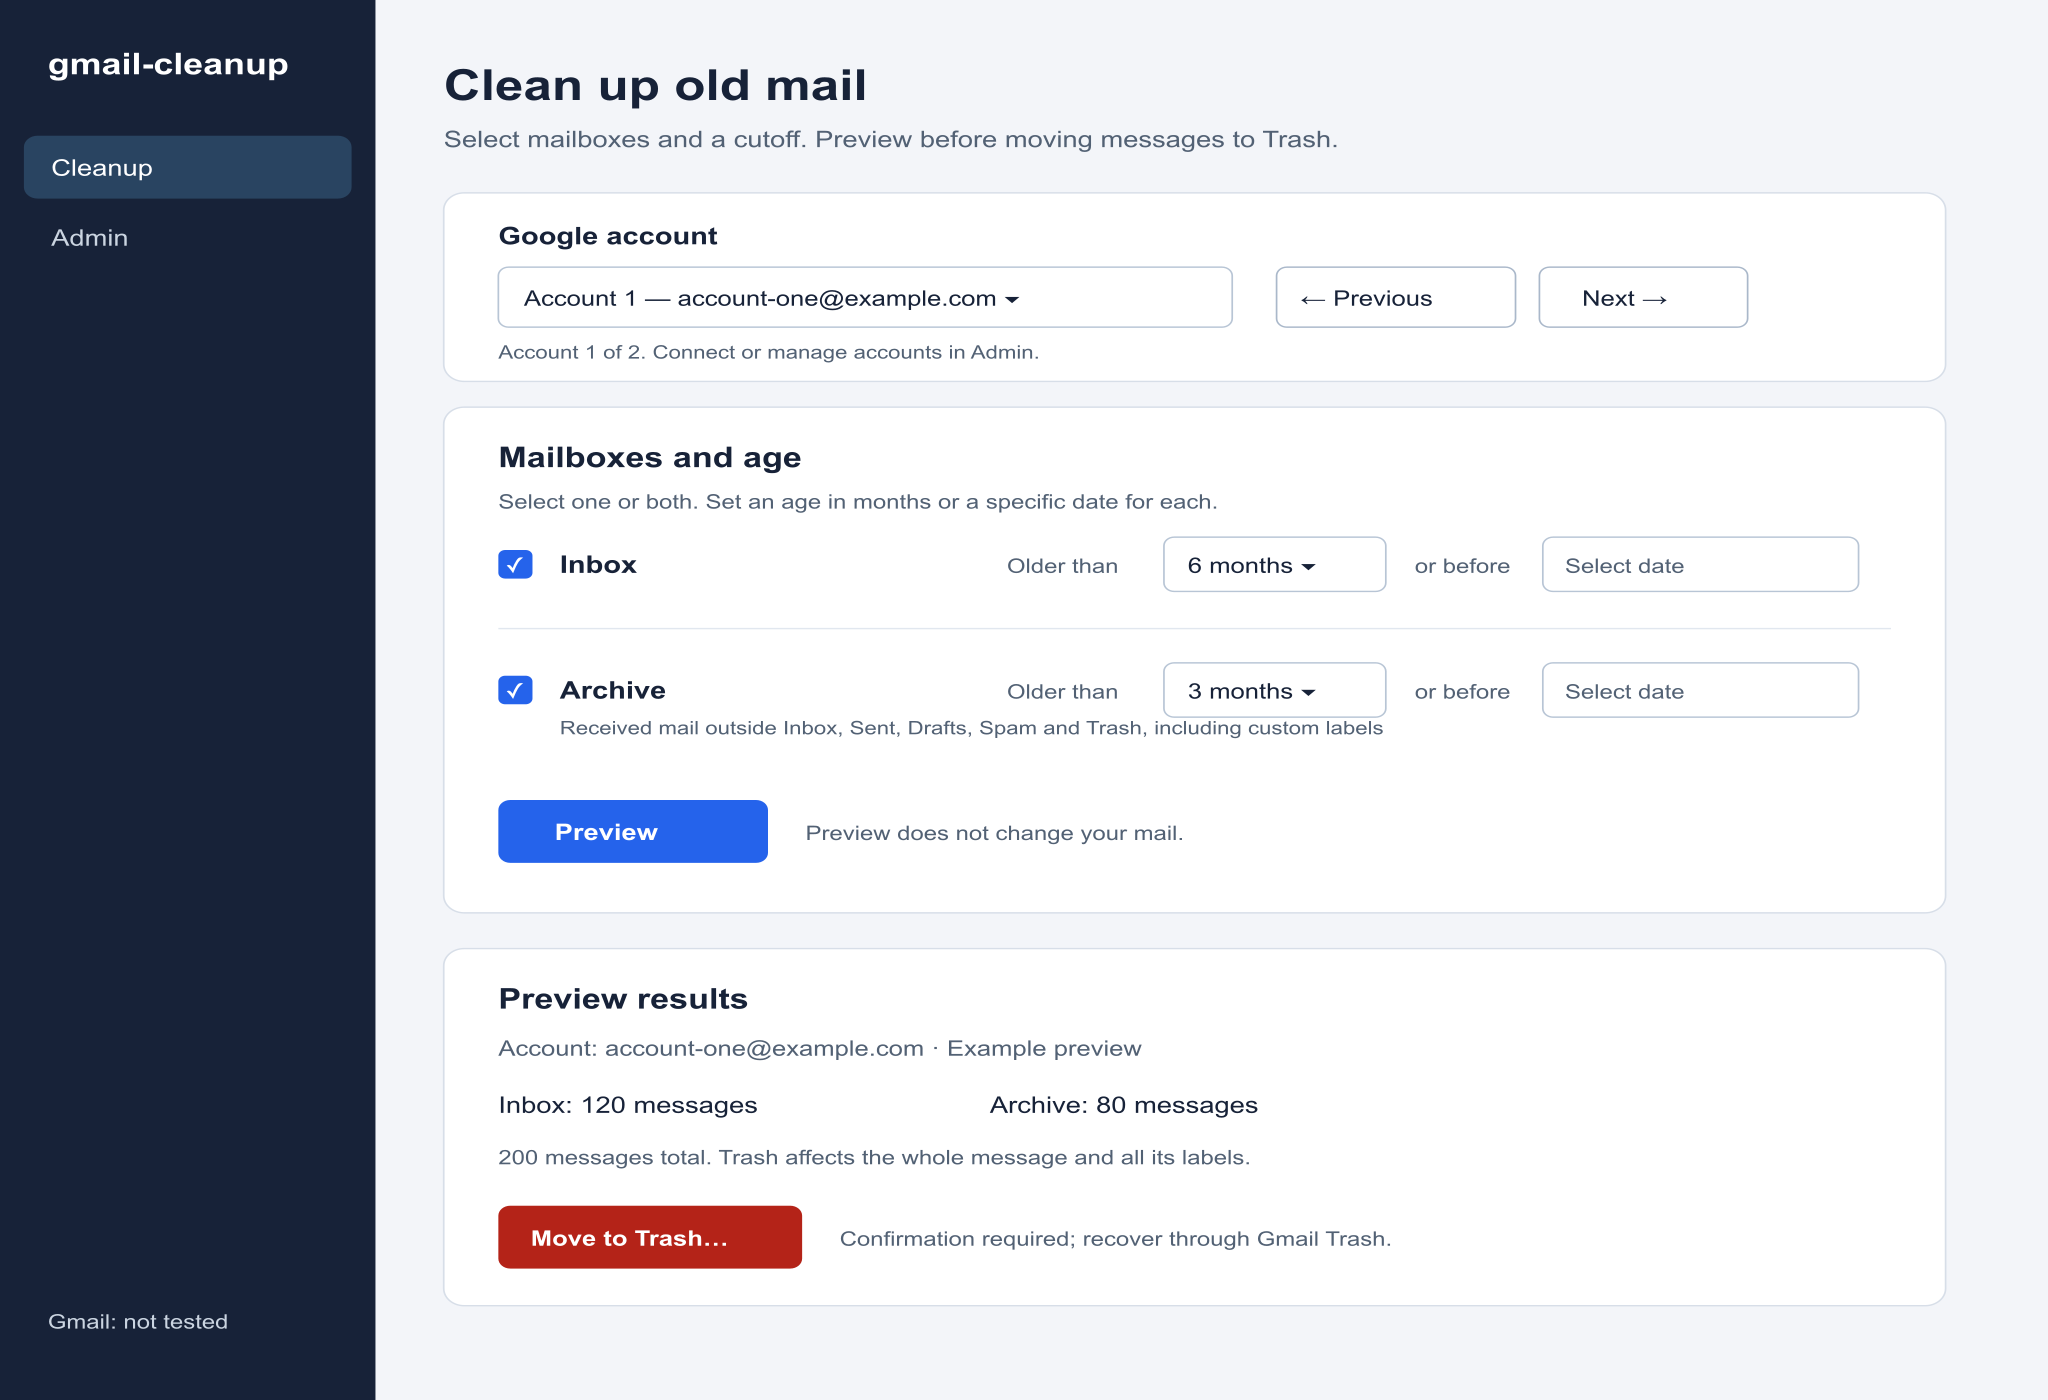 gmail-cleanup
Cleanup
Admin
Gmail: not tested
Clean up old mail
Select mailboxes and a cutoff. Preview before moving messages to Trash.
Google account
Account 1 — account-one@example.com ▾
← Previous
Next →
Account 1 of 2. Connect or manage accounts in Admin.
Mailboxes and age
Select one or both. Set an age in months or a specific date for each.
✓ Inbox Older than 6 months ▾ or before Select date
✓ Archive Older than 3 months ▾ or before Select date
Received mail outside Inbox, Sent, Drafts, Spam and Trash, including custom labels
Preview Preview does not change your mail.
Preview results
Account: account-one@example.com · Example preview
Inbox: 120 messages Archive: 80 messages
200 messages total. Trash affects the whole message and all its labels.
Move to Trash… Confirmation required; recover through Gmail Trash.